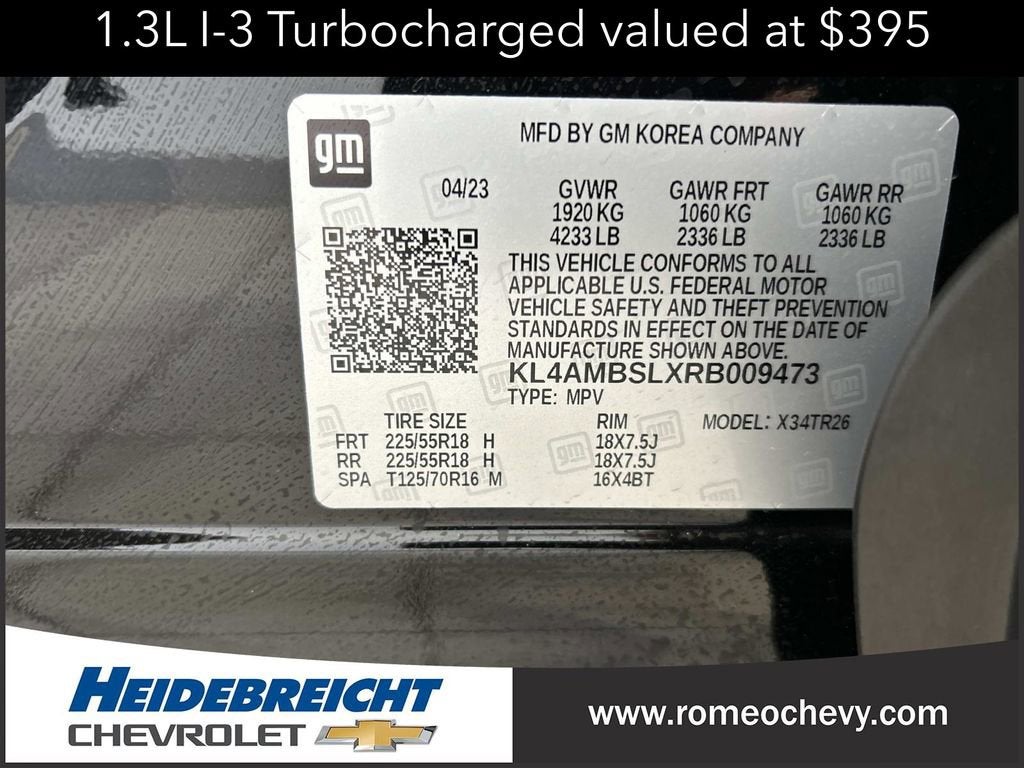 1.3L I-3 Turbocharged valued at $395
gm
MFD BY GM KOREA COMPANY
04/23 GVWR GAWR FRT GAWR RR
1920 KG 1060 KG 1060 KG
4233 LB 2336 LB 2336 LB
THIS VEHICLE CONFORMS TO ALL
APPLICABLE U.S. FEDERAL MOTOR
VEHICLE SAFETY AND THEFT PREVENTION
STANDARDS IN EFFECT ON THE DATE OF
MANUFACTURE SHOWN ABOVE.
KL4AMBSLXRB009473
TYPE: MPV
TIRE SIZE RIM MODEL: X34TR26
FRT 225/55R18 H 18X7.5J
RR 225/55R18 H 18X7.5J
SPA T125/70R16 M 16X4BT
HEIDEBREICHT
CHEVROLET
www.romeochevy.com